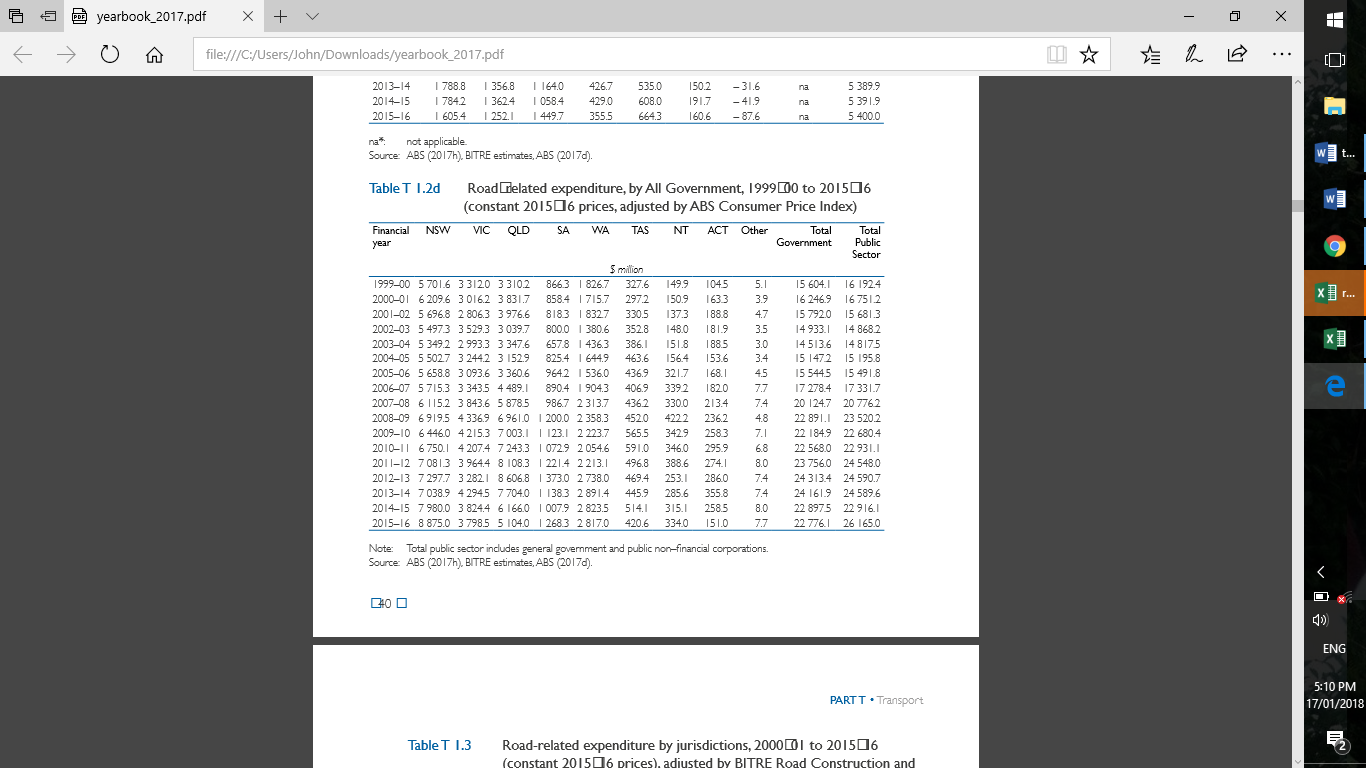 yearbook_2017.pdf
file:///C:/Users/John/Downloads/yearbook_2017.pdf
2013–14 1 788.8 1 356.8 1 164.0 426.7 535.0 150.2 – 31.6 na 5 389.9
2014–15 1 784.2 1 362.4 1 058.4 429.0 608.0 191.7 – 41.9 na 5 391.9
2015–16 1 605.4 1 252.1 1 449.7 355.5 664.3 160.6 – 87.6 na 5 400.0
na*: not applicable.
Source: ABS (2017h), BITRE estimates, ABS (2017d).
Table T 1.2d Road□related expenditure, by All Government, 1999□00 to 2015□16
(constant 2015□16 prices, adjusted by ABS Consumer Price Index)
Financial NSW VIC QLD SA WA TAS NT ACT Other Total Total
year Government Public
Sector
$ million
1999–00 5 701.6 3 312.0 3 310.2 866.3 1 826.7 327.6 149.9 104.5 5.1 15 604.1 16 192.4
2000–01 6 209.6 3 016.2 3 831.7 858.4 1 715.7 297.2 150.9 163.3 3.9 16 246.9 16 751.2
2001–02 5 696.8 2 806.3 3 976.6 818.3 1 832.7 330.5 137.3 188.8 4.7 15 792.0 15 681.3
2002–03 5 497.3 3 529.3 3 039.7 800.0 1 380.6 352.8 148.0 181.9 3.5 14 933.1 14 868.2
2003–04 5 349.2 2 993.3 3 347.6 657.8 1 436.3 386.1 151.8 188.5 3.0 14 513.6 14 817.5
2004–05 5 502.7 3 244.2 3 152.9 825.4 1 644.9 463.6 156.4 153.6 3.4 15 147.2 15 195.8
2005–06 5 658.8 3 093.6 3 360.6 964.2 1 536.0 436.9 321.7 168.1 4.5 15 544.5 15 491.8
2006–07 5 715.3 3 343.5 4 489.1 890.4 1 904.3 406.9 339.2 182.0 7.7 17 278.4 17 331.7
2007–08 6 115.2 3 843.6 5 878.5 986.7 2 313.7 436.2 330.0 213.4 7.4 20 124.7 20 776.2
2008–09 6 919.5 4 336.9 6 961.0 1 200.0 2 358.3 452.0 422.2 236.2 4.8 22 891.1 23 520.2
2009–10 6 446.0 4 215.3 7 003.1 1 123.1 2 223.7 565.5 342.9 258.3 7.1 22 184.9 22 680.4
2010–11 6 750.1 4 207.4 7 243.3 1 072.9 2 054.6 591.0 346.0 295.9 6.8 22 568.0 22 931.1
2011–12 7 081.3 3 964.4 8 108.3 1 221.4 2 213.1 496.8 388.6 274.1 8.0 23 756.0 24 548.0
2012–13 7 297.7 3 282.1 8 606.8 1 373.0 2 738.0 469.4 253.1 286.0 7.4 24 313.4 24 590.7
2013–14 7 038.9 4 294.5 7 704.0 1 138.3 2 891.4 445.9 285.6 355.8 7.4 24 161.9 24 589.6
2014–15 7 980.0 3 824.4 6 166.0 1 007.9 2 823.5 514.1 315.1 258.5 8.0 22 897.5 22 916.1
2015–16 8 875.0 3 798.5 5 104.0 1 268.3 2 817.0 420.6 334.0 151.0 7.7 22 776.1 26 165.0
Note: Total public sector includes general government and public non–financial corporations.
Source: ABS (2017h), BITRE estimates, ABS (2017d).
□40 □
PART T • Transport
Table T 1.3 Road-related expenditure by jurisdictions, 2000□01 to 2015□16
(constant 2015□16 prices), adjusted by BITRE Road Construction and
t...
r...
ENG
5:10 PM
17/01/2018
2